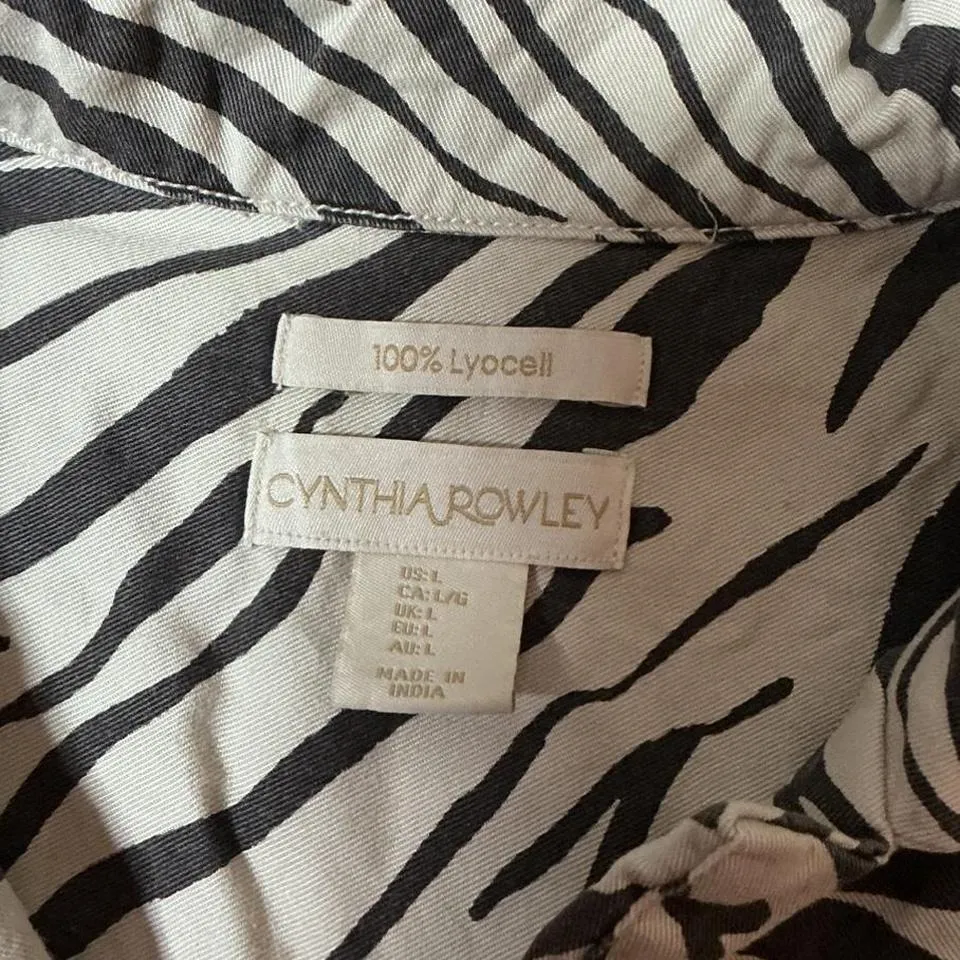 100% Lyocell
CYNTHIA ROWLEY
US: L
CA: L/G
UK: L
EU: L
AU: L
MADE IN
INDIA